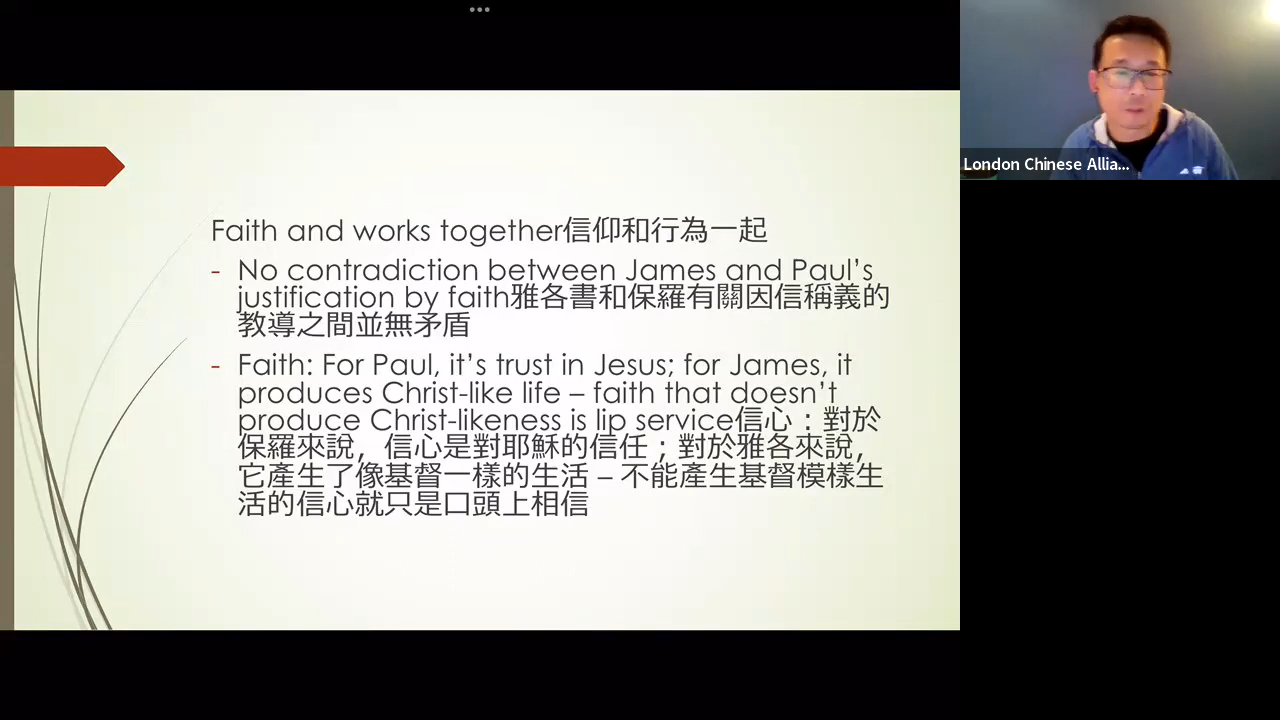 Faith and works together信仰和行為一起
- No contradiction between James and Paul’s
justification by faith雅各書和保羅有關因信稱義的
教導之間並無矛盾
- Faith: For Paul, it’s trust in Jesus; for James, it
produces Christ-like life – faith that doesn’t
produce Christ-likeness is lip service信心：對於
保羅來說，信心是對耶穌的信任；對於雅各來說，
它產生了像基督一樣的生活 – 不能產生基督模樣生
活的信心就只是口頭上相信
London Chinese Allia...